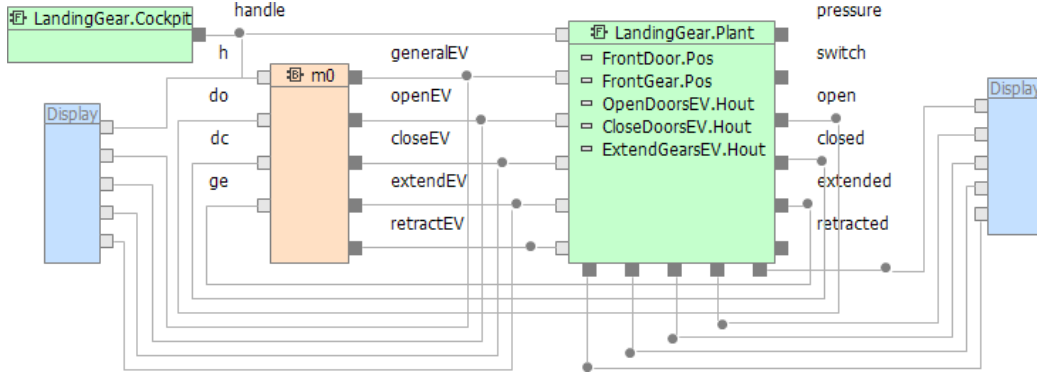 handle
pressure
LandingGear.Cockpit
LandingGear.Plant
h
generalEV
switch
m0
FrontDoor.Pos
FrontGear.Pos
do
openEV
open
Display
Display
OpenDoorsEV.Hout
dc
closeEV
CloseDoorsEV.Hout
closed
ExtendGearsEV.Hout
ge
extendEV
extended
retractEV
retracted